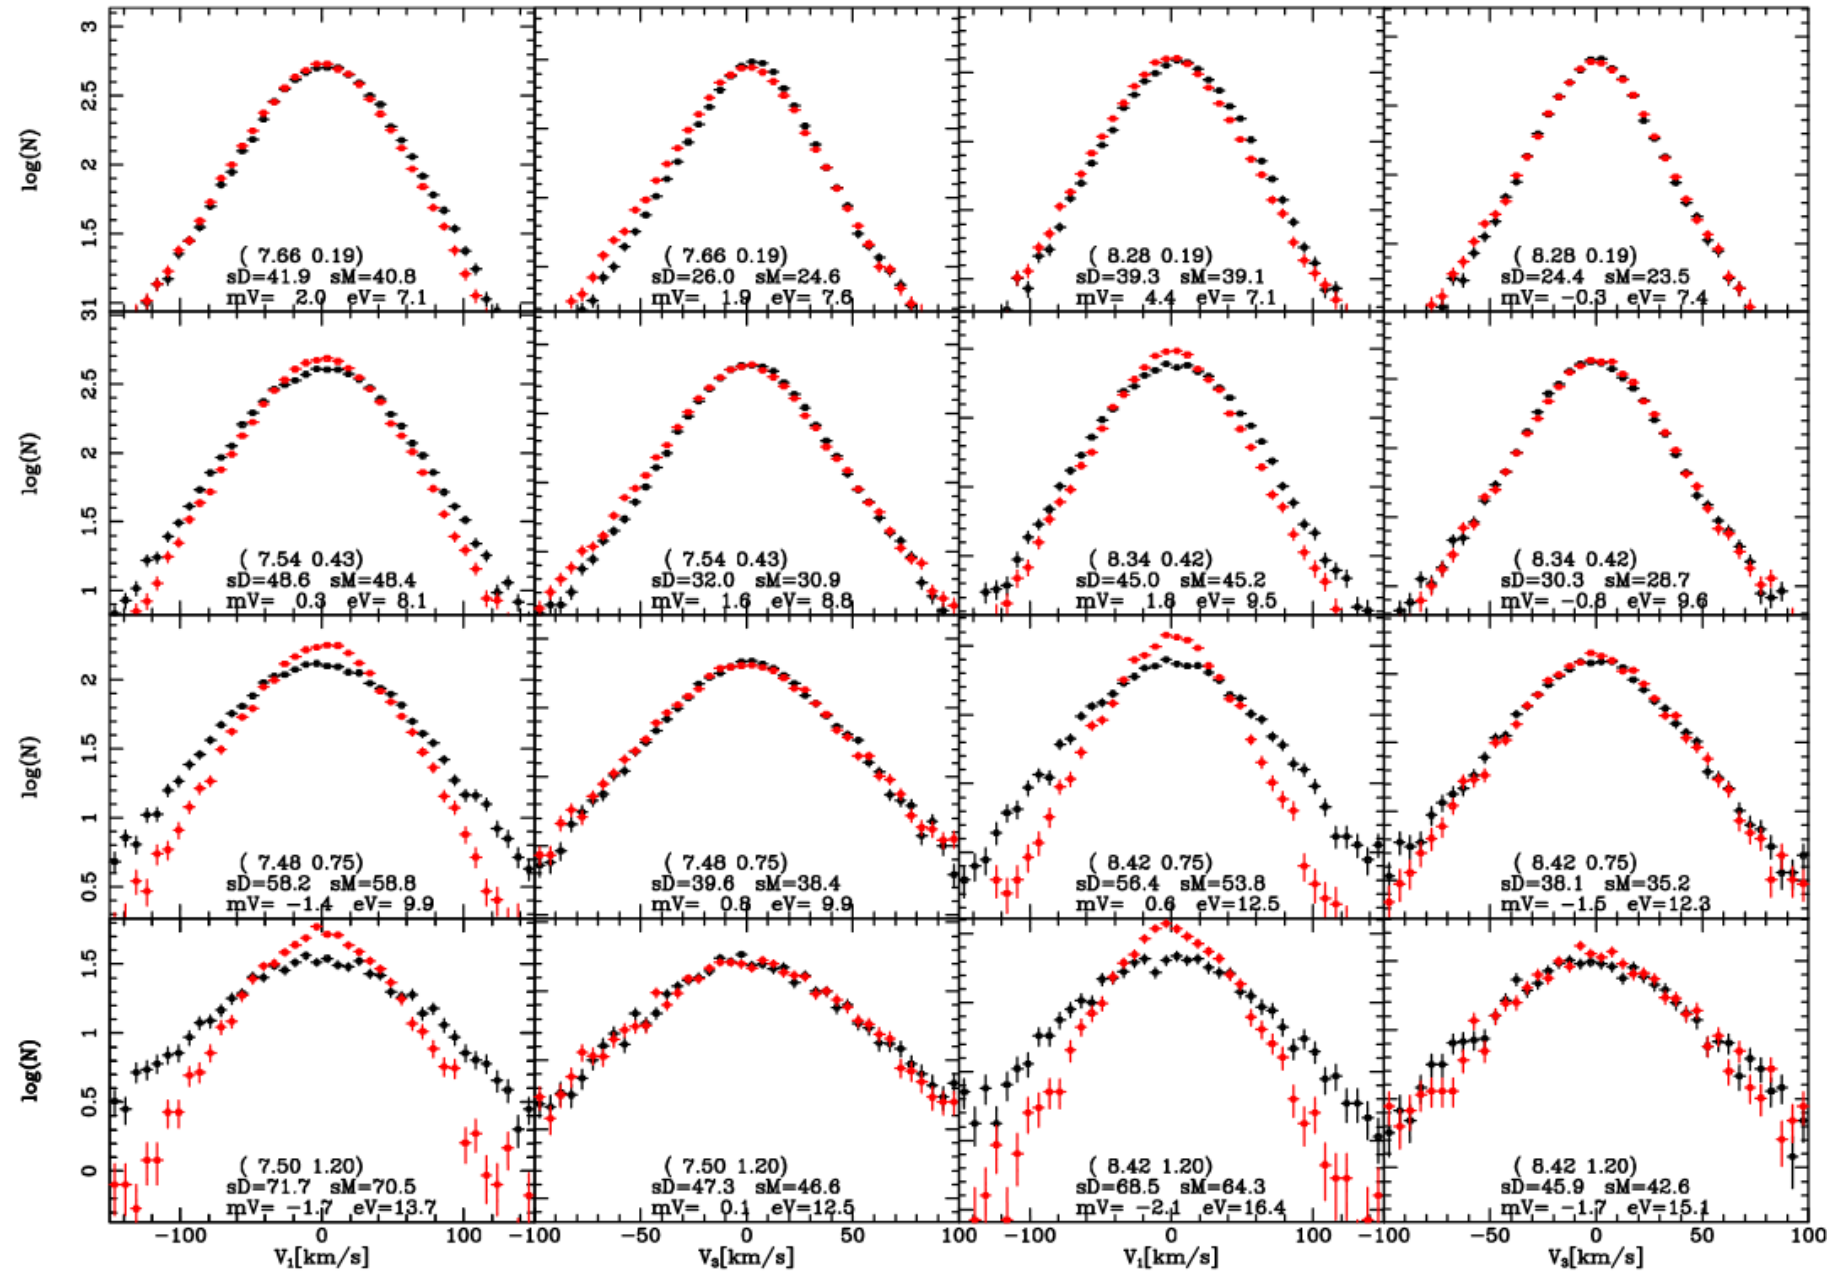 3
2.5
2
1.5
31
log(N)
( 7.66 0.19)
sD=41.9 sM=40.8
mV= 2.0 eV= 7.1
( 7.66 0.19)
sD=26.0 sM=24.6
mV= 1.9 eV= 7.6
( 8.28 0.19)
sD=39.3 sM=39.1
mV= 4.4 eV= 7.1
( 8.28 0.19)
sD=24.4 sM=23.5
mV= −0.3 eV= 7.4
2.5
2
1.5
1
log(N)
( 7.54 0.43)
sD=48.6 sM=48.4
mV= 0.3 eV= 8.1
( 7.54 0.43)
sD=32.0 sM=30.9
mV= 1.6 eV= 8.8
( 8.34 0.42)
sD=45.0 sM=45.2
mV= 1.8 eV= 9.5
( 8.34 0.42)
sD=30.3 sM=28.7
mV= −0.8 eV= 9.6
2
1.5
1
0.5
log(N)
( 7.48 0.75)
sD=58.2 sM=58.8
mV= −1.4 eV= 9.9
( 7.48 0.75)
sD=39.6 sM=38.4
mV= 0.8 eV= 9.9
( 8.42 0.75)
sD=56.4 sM=53.8
mV= 0.6 eV=12.5
( 8.42 0.75)
sD=38.1 sM=35.2
mV= −1.5 eV=12.3
1.5
1
0.5
0
log(N)
( 7.50 1.20)
sD=71.7 sM=70.5
mV= −1.7 eV=13.7
( 7.50 1.20)
sD=47.3 sM=46.6
mV= 0.1 eV=12.5
( 8.42 1.20)
sD=68.5 sM=64.3
mV= −2.1 eV=16.4
( 8.42 1.20)
sD=45.9 sM=42.6
mV= −1.7 eV=15.1
−100 0 100
−50 0 50
0 100
−50 0 50 100
V₁[km/s]
V₃[km/s]
V₁[km/s]
V₃[km/s]